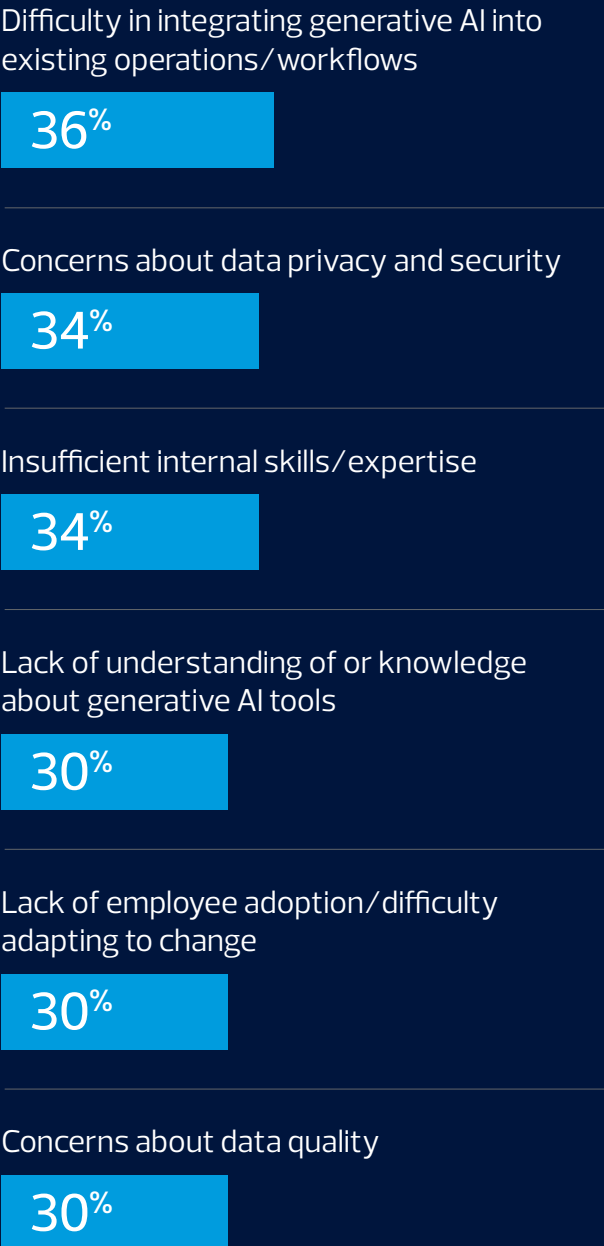 Difficulty in integrating generative AI into
existing operations/workflows
36%
Concerns about data privacy and security
34%
Insufficient internal skills/expertise
34%
Lack of understanding of or knowledge
about generative AI tools
30%
Lack of employee adoption/difficulty
adapting to change
30%
Concerns about data quality
30%